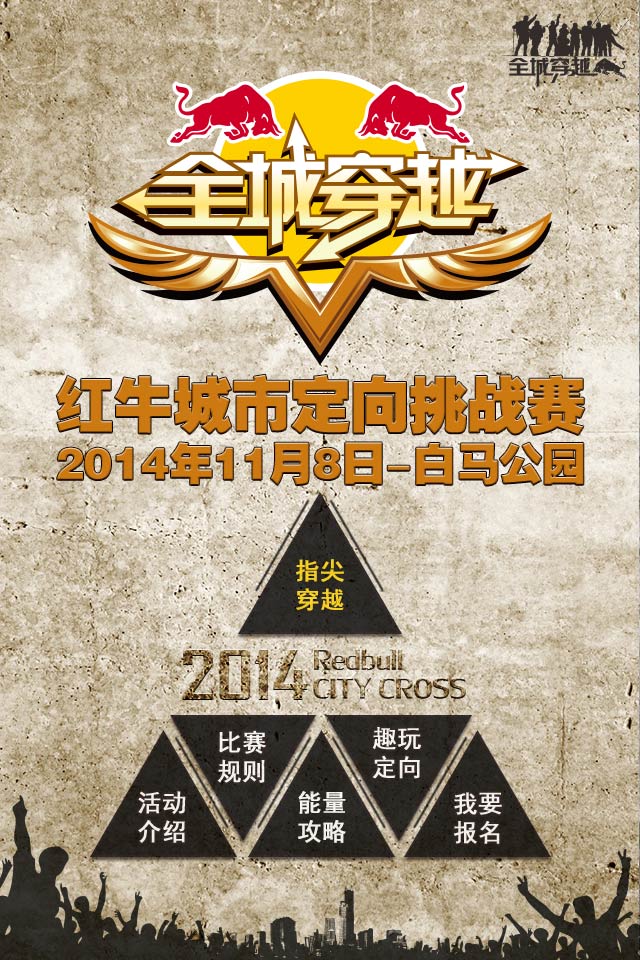 全城穿越
全城穿越
红牛城市定向挑战赛
2014年11月8日-白马公园
指尖
穿越
2014 Redbull
CITY CROSS
比赛
规则
趣玩
定向
活动
介绍
能量
攻略
我要
报名